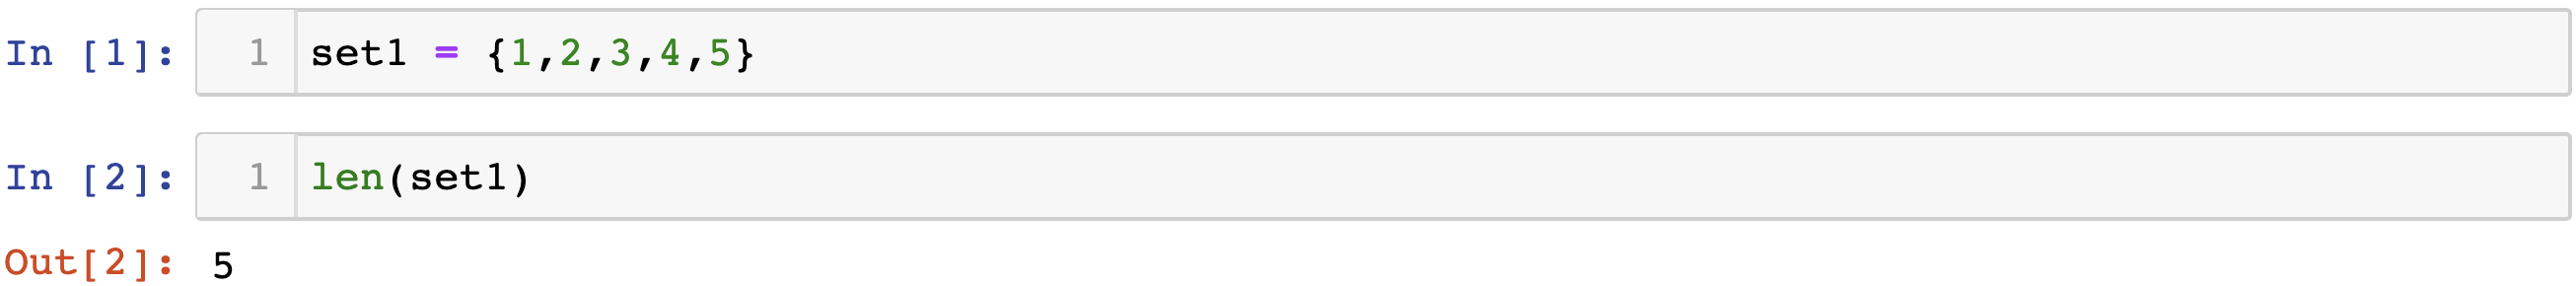 In [1]: 1 set1 = {1,2,3,4,5}
In [2]: 1 len(set1)
Out[2]: 5